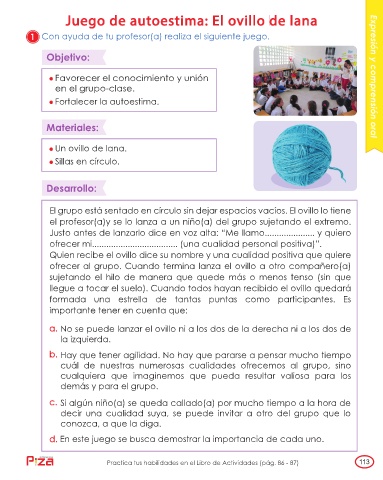 Juego de autoestima: El ovillo de lana
1 Con ayuda de tu profesor(a) realiza el siguiente juego.
Expresión y comprensión oral
Objetivo:
• Favorecer el conocimiento y unión
en el grupo-clase.
• Fortalecer la autoestima.
Materiales:
• Un ovillo de lana.
• Sillas en círculo.
Desarrollo:
El grupo está sentado en círculo sin dejar espacios vacíos. El ovillo lo tiene
el profesor(a)y se lo lanza a un niño(a) del grupo sujetando el extremo.
Justo antes de lanzarlo dice en voz alta: “Me llamo..................... y quiero
ofrecer mi.................................... (una cualidad personal positiva)”.
Quien recibe el ovillo dice su nombre y una cualidad positiva que quiere
ofrecer al grupo. Cuando termina lanza el ovillo a otro compañero(a)
sujetando el hilo de manera que quede más o menos tenso (sin que
llegue a tocar el suelo). Cuando todos hayan recibido el ovillo quedará
formada una estrella de tantas puntas como participantes. Es
importante tener en cuenta que:
a. No se puede lanzar el ovillo ni a los dos de la derecha ni a los dos de
la izquierda.
b. Hay que tener agilidad. No hay que pararse a pensar mucho tiempo
cuál de nuestras numerosas cualidades ofrecemos al grupo, sino
cualquiera que imaginemos que pueda resultar valiosa para los
demás y para el grupo.
c. Si algún niño(a) se queda callado(a) por mucho tiempo a la hora de
decir una cualidad suya, se puede invitar a otro del grupo que lo
conozca, a que la diga.
d. En este juego se busca demostrar la importancia de cada uno.
P:za
Practica tus habilidades en el Libro de Actividades (pág. 86 - 87)
113